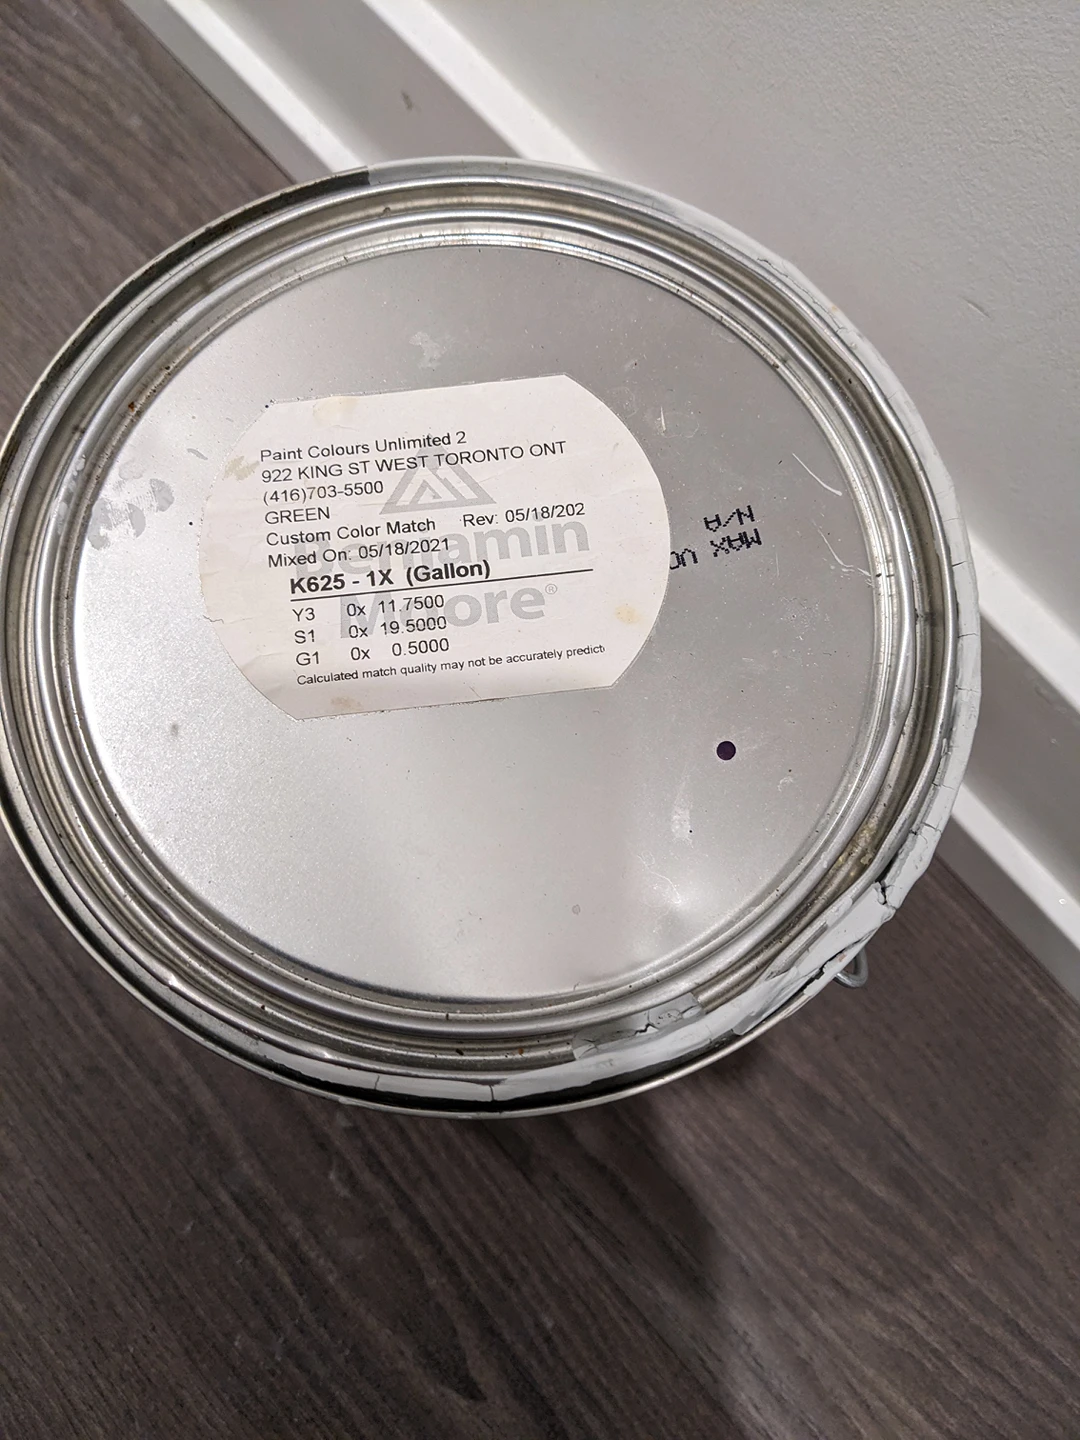 Paint Colours Unlimited 2
922 KING ST WEST TORONTO ONT
(416)703-5500
GREEN
Custom Color Match Rev: 05/18/202
Mixed On: 05/18/2021
K625 - 1X (Gallon)
Y3 0x 11.7500
S1 0x 19.5000
G1 0x 0.5000
Calculated match quality may not be accurately predict
Benjamin
Moore®
MAX
N/A